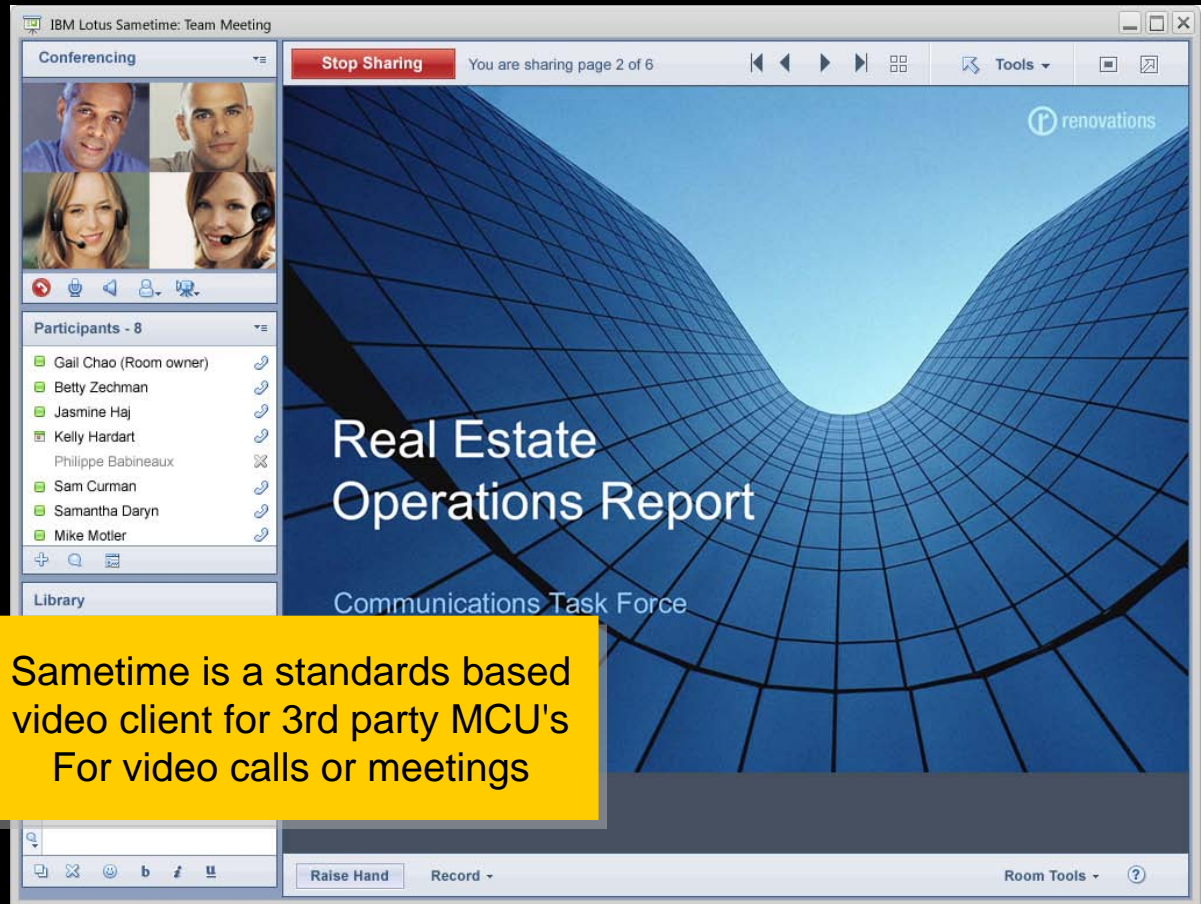 IBM Lotus Sametime: Team Meeting
Conferencing
Stop Sharing
You are sharing page 2 of 6
Tools
renovations
Participants - 8
Gail Chao (Room owner)
Betty Zechman
Jasmine Haj
Kelly Hardart
Philippe Babineaux
Sam Curman
Samantha Daryn
Mike Motler
Library
Real Estate
Operations Report
Communications Task Force
Sametime is a standards based
video client for 3rd party MCU's
For video calls or meetings
b i u
Raise Hand
Record
Room Tools
?